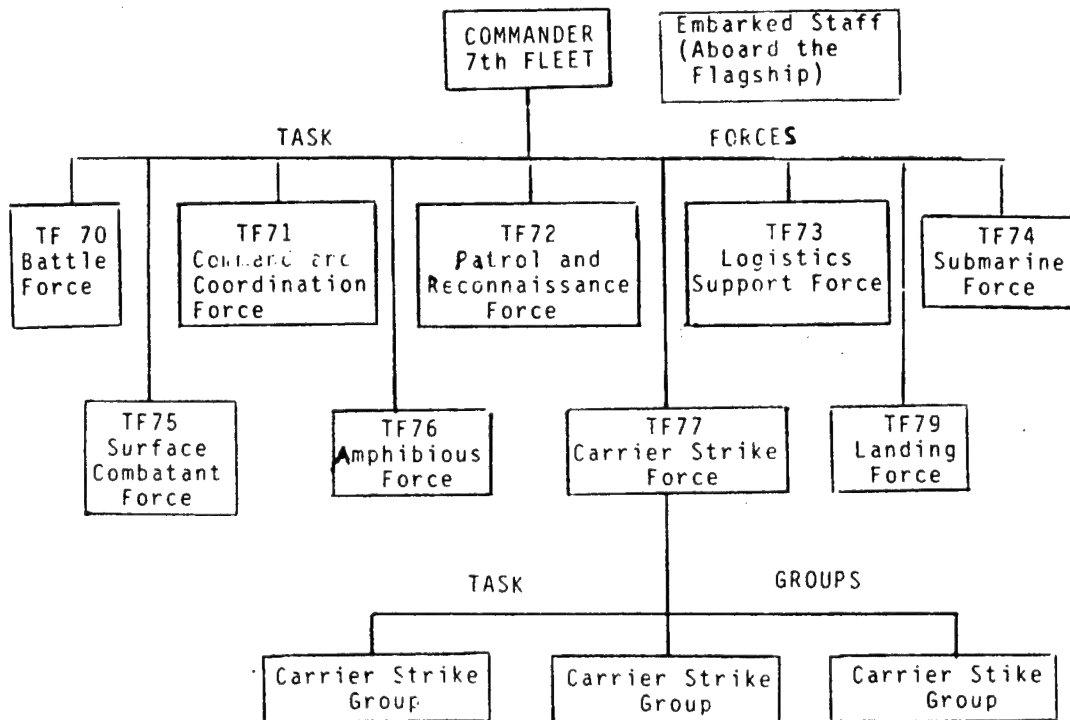 COMMANDER
7th FLEET
Embarked Staff
(Aboard the
Flagship)
TASK FORCES
TF 70
Battle
Force
TF71
Command and
Coordination
Force
TF72
Patrol and
Reconnaissance
Force
TF73
Logistics
Support Force
TF74
Submarine
Force
TF75
Surface
Combatant
Force
TF76
Amphibious
Force
TF77
Carrier Strike
Force
TF79
Landing
Force
TASK GROUPS
Carrier Strike
Group
Carrier Strike
Group
Carrier Stike
Group